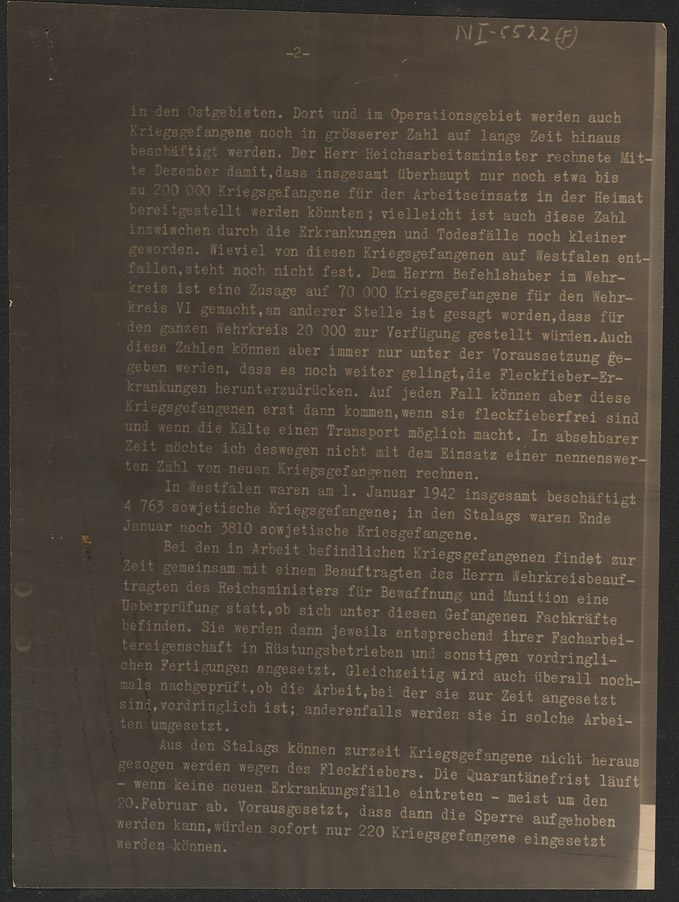 NI-5522(F)
-2-
in den Ostgebieten. Dort und im Operationsgebiet werden auch
Kriegsgefangene noch in grösserer Zahl auf lange Zeit hinaus
beschäftigt werden. Der Herr Reichsarbeitsminister rechnete Mit-
te Dezember damit,dass insgesamt überhaupt nur noch etwa bis
zu 200 000 Kriegsgefangene für den Arbeitseinsatz in der Heimat
bereitgestellt werden könnten; vielleicht ist auch diese Zahl
inzwischen durch die Erkrankungen und Todesfälle noch kleiner
geworden. Wieviel von diesen Kriegsgefangenen auf Westfalen ent-
fallen,steht noch nicht fest. Dem Herrn Befehlshaber im Wehr-
kreis ist eine Zusage auf 70 000 Kriegsgefangene für den Wehr-
kreis VI gemacht,an anderer Stelle ist gesagt worden,dass für
den ganzen Wehrkreis 20 000 zur Verfügung gestellt würden.Auch
diese Zahlen können aber immer nur unter der Voraussetzung ge-
geben werden, dass es noch weiter gelingt,die Fleckfieber-Er-
krankungen herunterzudrücken. Auf jeden Fall können aber diese
Kriegsgefangenen erst dann kommen,wenn sie fleckfieberfrei sind
und wenn die Kälte einen Transport möglich macht. In absehbarer
Zeit möchte ich deswegen nicht mit dem Einsatz einer nennenswer-
ten Zahl von neuen Kriegsgefangenen rechnen.
In Westfalen waren am 1. Januar 1942 insgesamt beschäftigt
4 763 sowjetische Kriegsgefangene; in den Stalags waren Ende
Januar noch 3810 sowjetische Kriesgefangene.
Bei den in Arbeit befindlichen Kriegsgefangenen findet zur
Zeit gemeinsam mit einem Beauftragten des Herrn Wehrkreisbeauf-
tragten des Reichsministers für Bewaffnung und Munition eine
Ueberprüfung statt,ob sich unter diesen Gefangenen Fachkräfte
befinden. Sie werden dann jeweils entsprechend ihrer Facharbei-
tereigenschaft in Rüstungsbetrieben und sonstigen vordringli-
chen Fertigungen angesetzt. Gleichzeitig wird auch überall noch-
mals nachgeprüft,ob die Arbeit,bei der sie zur Zeit angesetzt
sind,vordringlich ist; anderenfalls werden sie in solche Arbei-
ten umgesetzt.
Aus den Stalags können zurzeit Kriegsgefangene nicht heraus
gezogen werden wegen des Fleckfiebers. Die Quarantänefrist läuft
- wenn keine neuen Erkrankungsfälle eintreten - meist um den
20.Februar ab. Vorausgesetzt, dass dann die Sperre aufgehoben
werden kann,würden sofort nur 220 Kriegsgefangene eingesetzt
werden können.